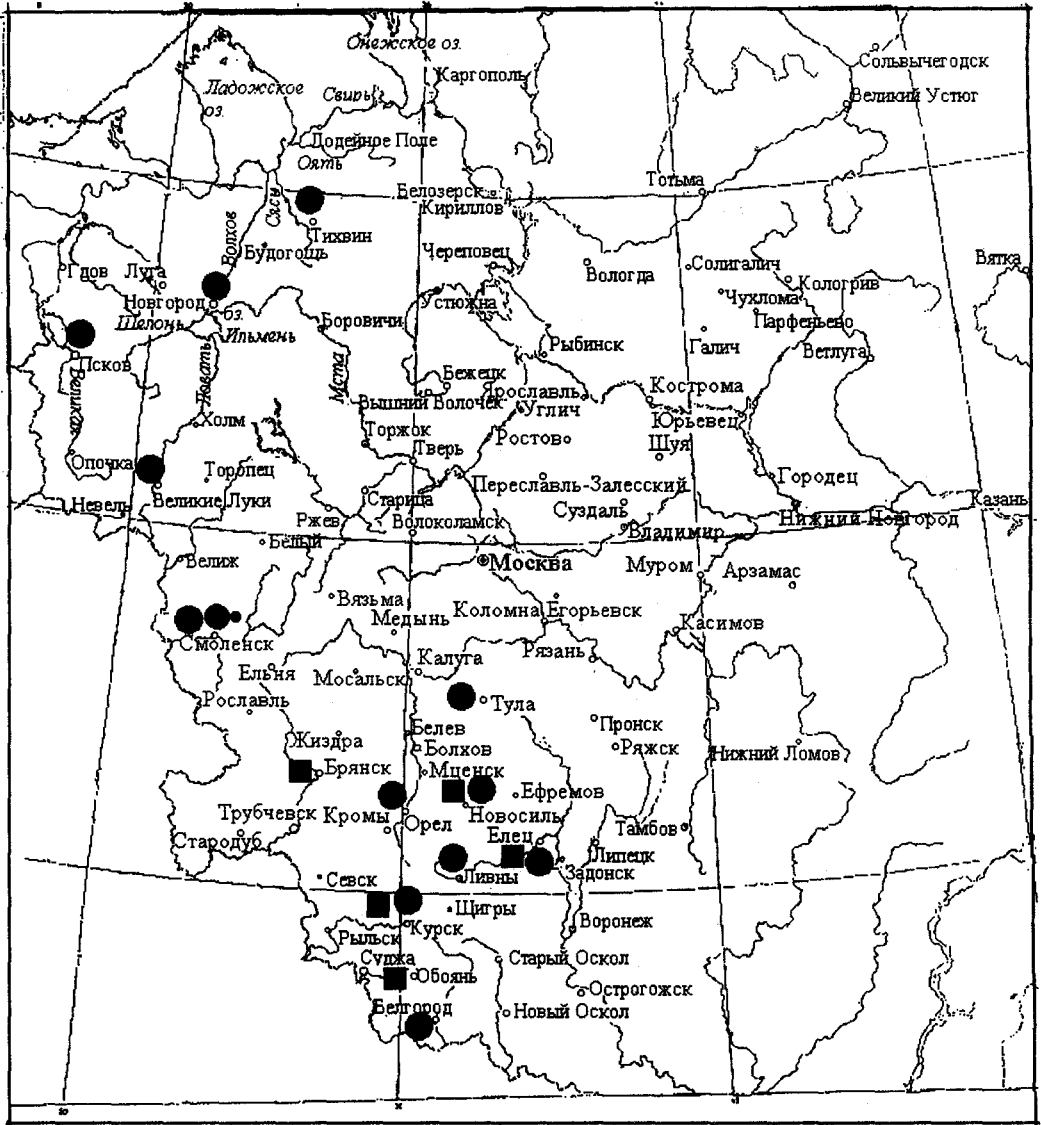 Онежское оз.
Каргополь
Сольвычегодск
Ладожское
оз.
Свирь
Великий Устюг
Лодейное Поле
Оять
Тотьма
Белозерск
Кириллов
Сясь
Волхов
Тихвин
Будогощь
Череповец
Вологда
Солигалич
Вятка
Гдов
Луга
Кологрив
Чухлома
Новгород
оз.
Ильмень
Устюжна
Шелонь
Боровичи
Парфеньево
Рыбинск
Галич
Ветлуга
Псков
Великая
Ловать
Мста
Бежецк
Ярославль
Кострома
Вышний Волочек
Углич
Юрьевец
Холм
Торжок
Тверь
Ростов
Шуя
Опочка
Торопец
Городец
Невель
Великие Луки
Старица
Переславль-Залесский
Суздаль
Казань
Ржев
Волоколамск
Владимир
Нижний Новгород
Белый
Велиж
Москва
Муром
Арзамас
Вязьма
Медынь
Коломна
Егорьевск
Касимов
Смоленск
Рязань
Калуга
Ельня
Мосальск
Рославль
Тула
Пронск
Белев
Болхов
Ряжск
Нижний Ломов
Жиздра
Брянск
Мценск
Ефремов
Новосиль
Трубчевск
Кромы
Орел
Елец
Тамбов
Стародуб
Липецк
Севск
Ливны
Задонск
Щигры
Рыльск
Курск
Воронеж
Суджа
Обоянь
Старый Оскол
Острогожск
Белгород
Новый Оскол